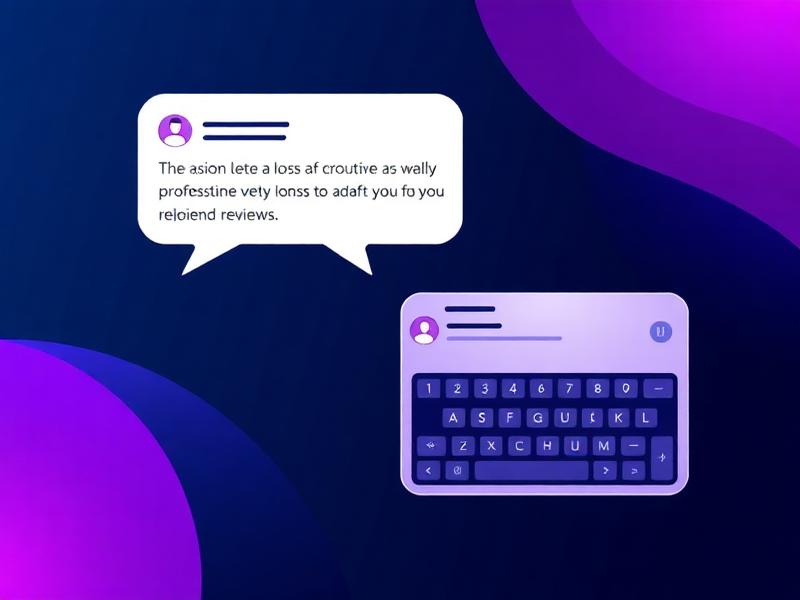 The asion lete a loss af croutive as wally
professtine vety lonss to adaft you fo you
reloiend reviews.
1 2 3 4 6 7 8 0 —
A S F G U K L
Z X C H U M —
< @ > >